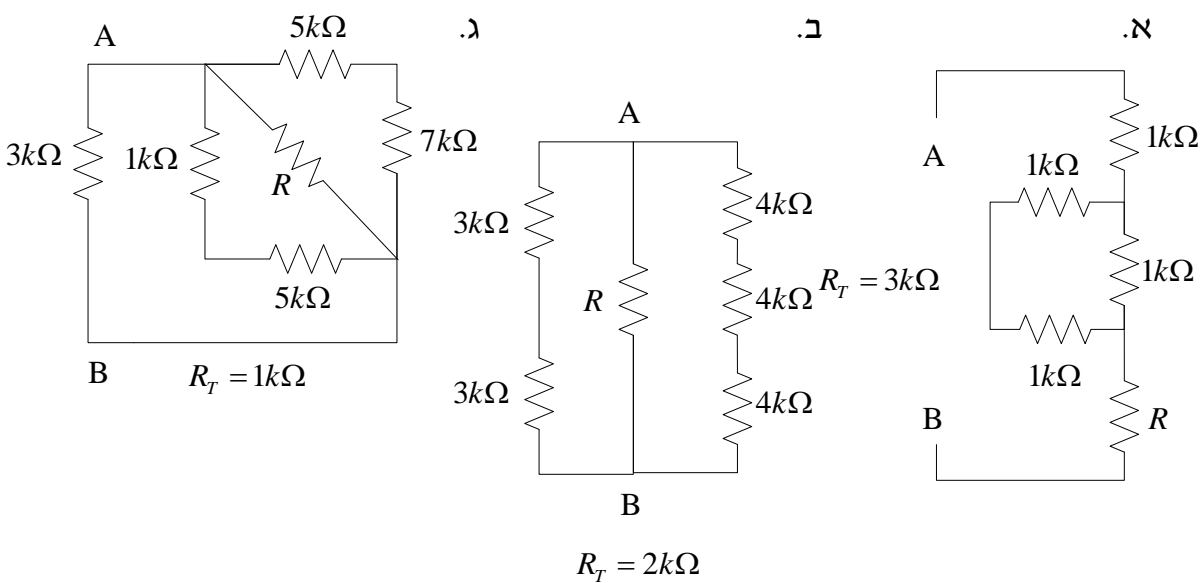 א.
A
1kΩ
1kΩ
1kΩ
1kΩ
B
R
R_T = 3kΩ
ב.
A
3kΩ
4kΩ
R
4kΩ
3kΩ
4kΩ
B
R_T = 2kΩ
ג.
A
5kΩ
3kΩ
1kΩ
R
7kΩ
5kΩ
B
R_T = 1kΩ